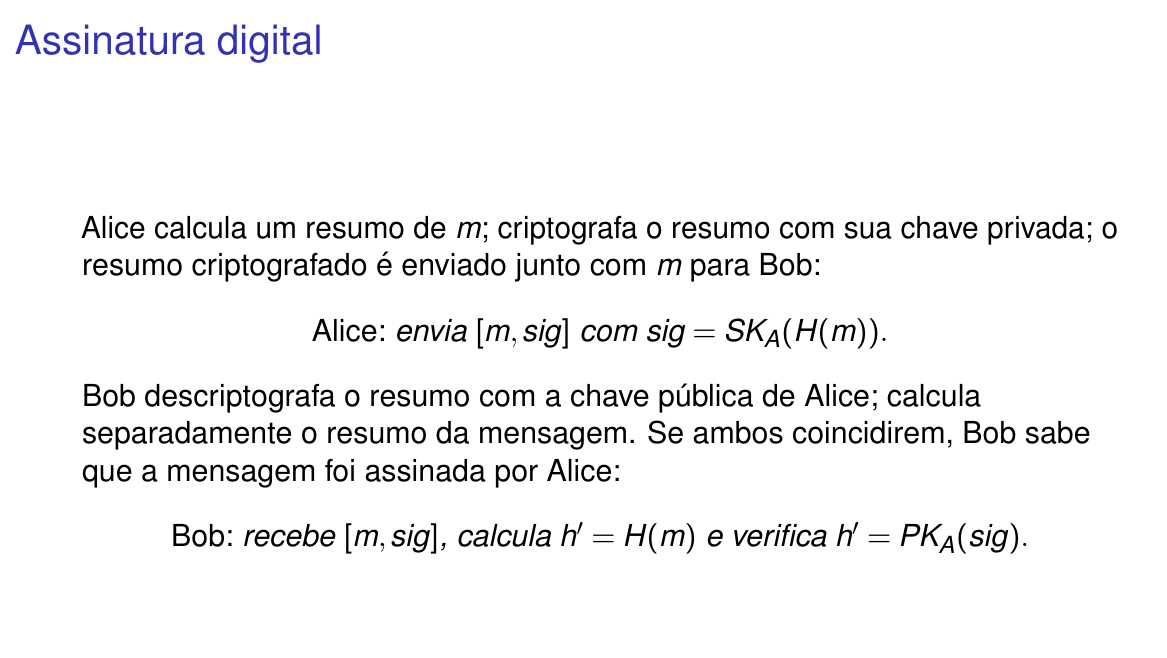 Assinatura digital
Alice calcula um resumo de m; criptografa o resumo com sua chave privada; o
resumo criptografado é enviado junto com m para Bob:
Alice: envia [m, sig] com sig = SK_A(H(m)).
Bob descriptografa o resumo com a chave pública de Alice; calcula
separadamente o resumo da mensagem. Se ambos coincidirem, Bob sabe
que a mensagem foi assinada por Alice:
Bob: recebe [m, sig], calcula h′ = H(m) e verifica h′ = PK_A(sig).